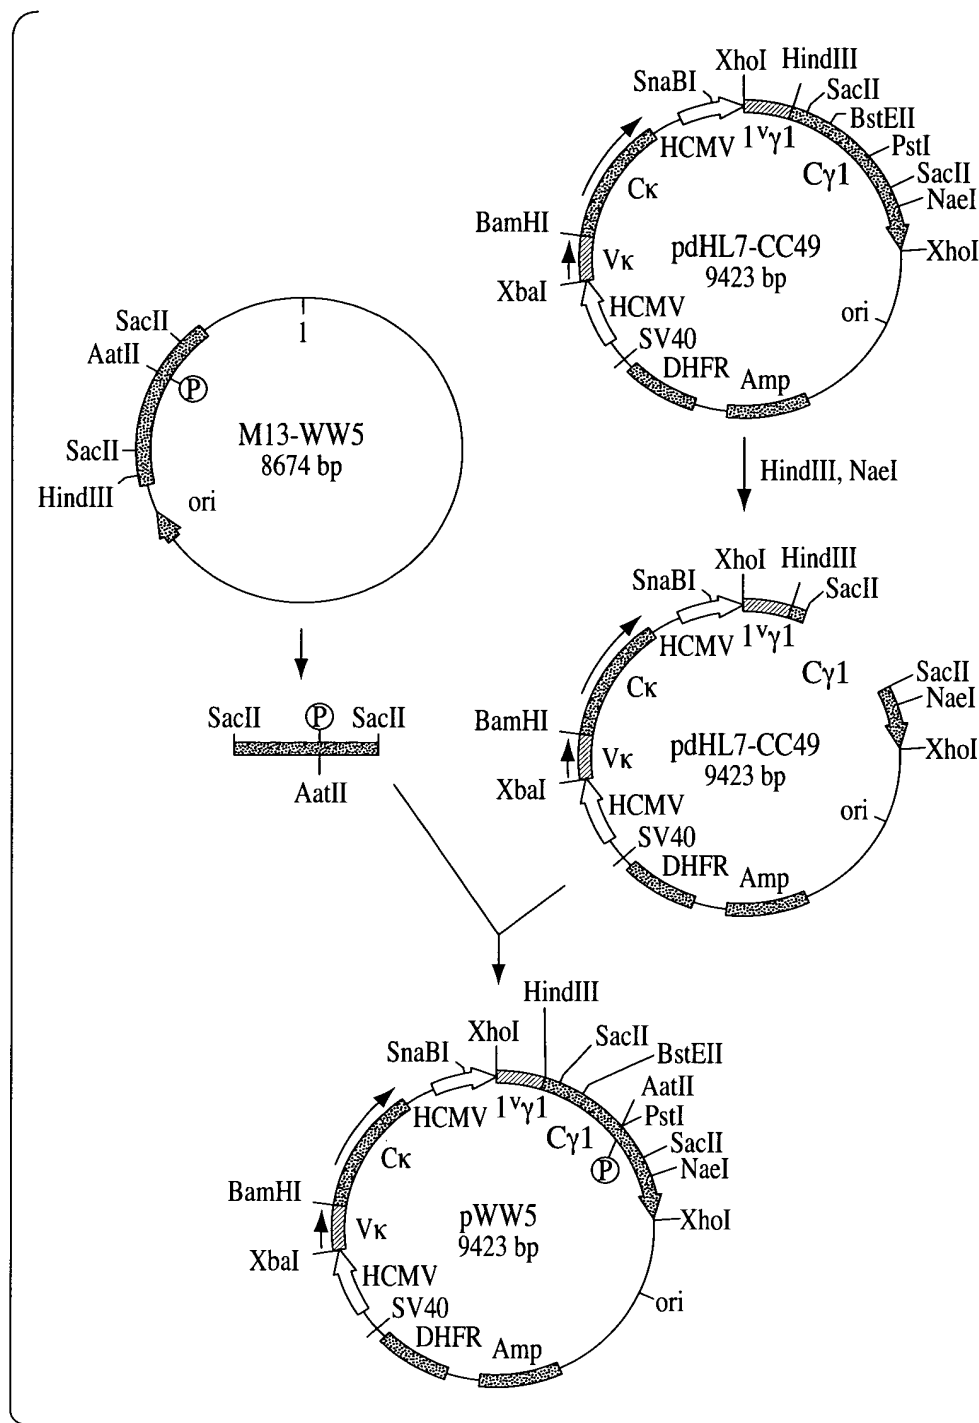 XhoI
HindIII
SnaBI
SacII
BstEII
HCMV
1ᵛγ1
PstI
Cκ
Cγ1
SacII
NaeI
BamHI
Vκ
pdHL7-CC49
9423 bp
XhoI
XbaI
HCMV
SV40
ori
DHFR
Amp
SacII
1
AatII
P
M13-WW5
8674 bp
SacII
HindIII
ori
HindIII, NaeI
XhoI
HindIII
SnaBI
SacII
HCMV
1ᵛγ1
Cκ
Cγ1
SacII
NaeI
BamHI
Vκ
pdHL7-CC49
9423 bp
XhoI
XbaI
HCMV
SV40
ori
DHFR
Amp
SacII
P
SacII
AatII
HindIII
XhoI
SnaBI
SacII
BstEII
AatII
HCMV
1ᵛγ1
PstI
Cκ
Cγ1
SacII
P
NaeI
BamHI
Vκ
pWW5
9423 bp
XhoI
XbaI
HCMV
SV40
ori
DHFR
Amp